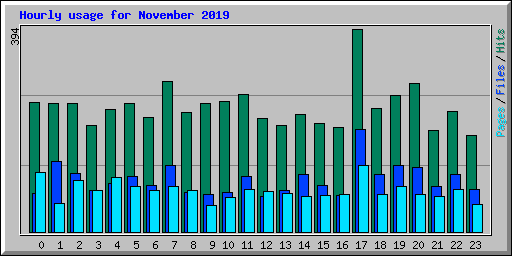 Hourly usage for November 2019
394
Pages/Files/Hits
0 1 2 3 4 5 6 7 8 9 10 11 12 13 14 15 16 17 18 19 20 21 22 23